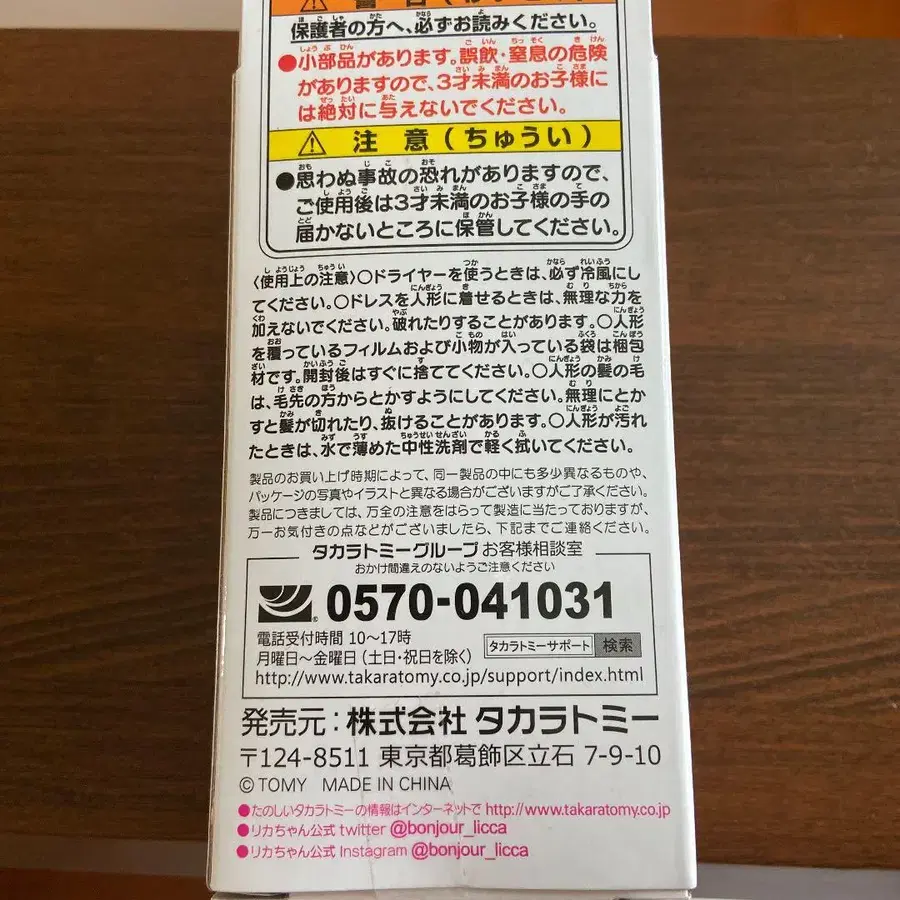 警告(けいこく)
保護者の方へ、必ずお読みください。
●小部品があります。誤飲・窒息の危険
がありますので、3才未満のお子様に
は絶対に与えないでください。
注意(ちゅうい)
●思わぬ事故の恐れがありますので、
ご使用後は3才未満のお子様の手の
届かないところに保管してください。
〈使用上の注意〉○ドライヤーを使うときは、必ず冷風にし
てください。○ドレスを人形に着せるときは、無理な力を
加えないでください。破れたりすることがあります。○人形
を覆っているフィルムおよび小物が入っている袋は梱包
材です。開封後はすぐに捨ててください。○人形の髪の毛
は、毛先の方からとかすようにしてください。無理にとか
すと髪が切れたり、抜けることがあります。○人形が汚れ
たときは、水で薄めた中性洗剤で軽く拭いてください。
製品のお買い上げ時期によって、同一製品の中にも多少異なるものや、
パッケージの写真やイラストと異なる場合がございますがご了承ください。
製品につきましては、万全の注意をはらって製造に当たっておりますが、
万一お気付きの点などがございましたら、下記までご連絡ください。
タカラトミーグループ お客様相談室
おかけ間違えのないようご注意ください
0570-041031
電話受付時間 10〜17時
月曜日〜金曜日(土日・祝日を除く)
タカラトミーサポート 検索
http://www.takaratomy.co.jp/support/index.html
発売元:株式会社 タカラトミー
〒124-8511 東京都葛飾区立石 7-9-10
© TOMY MADE IN CHINA
●たのしいタカラトミーの情報はインターネットで http://www.takaratomy.co.jp
●リカちゃん公式 twitter @bonjour_licca
●リカちゃん公式 Instagram @bonjour_licca